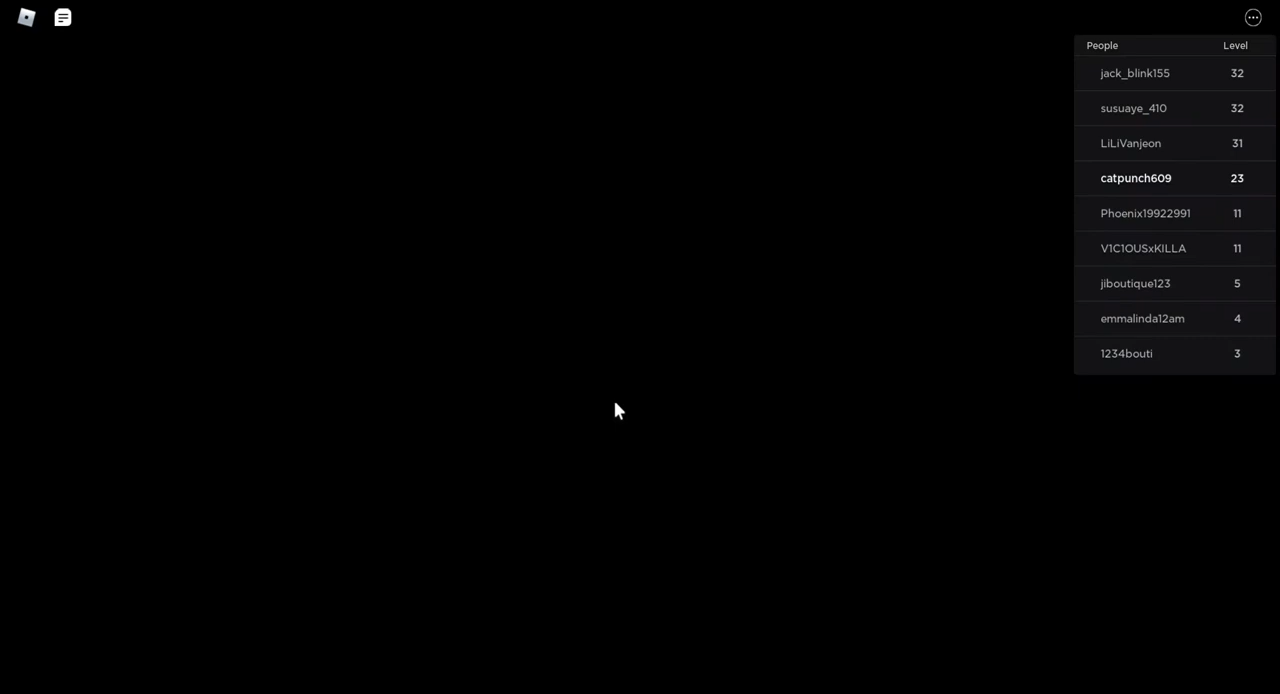 People Level
jack_blink155 32
susuaye_410 32
LiLiVanjeon 31
catpunch609 23
Phoenix19922991 11
V1C1OUSxKILLA 11
jiboutique123 5
emmalinda12am 4
1234bouti 3